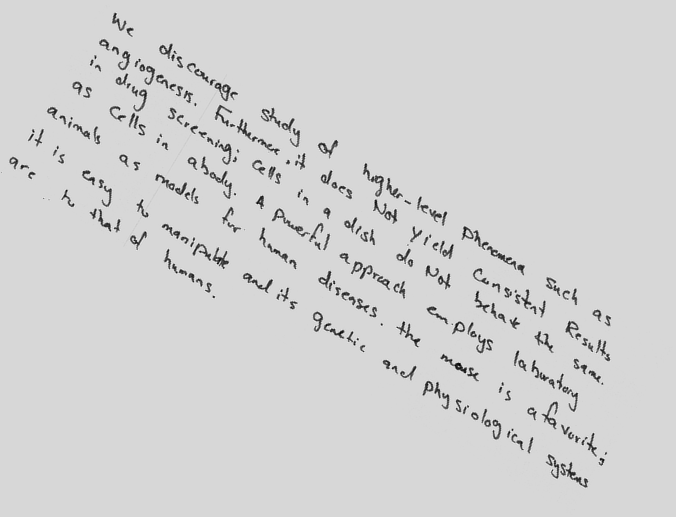 We discourage study of higher-level phenomena such as
angiogenesis. Furthermore, it does Not yield consistent Results
in drug screening; cells in a dish do Not behave the same
as cells in abody. A powerful approach employs laboratory
animals as models for human diseases. the mouse is a favorite;
it is easy to manipulate and its genetic and physiological systems
are to that of humans.